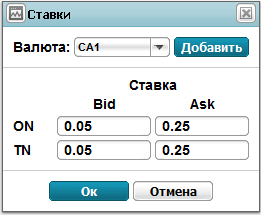 Ставки
Валюта: CA1 Добавить
Ставка
Bid Ask
ON 0.05 0.25
TN 0.05 0.25
Ок Отмена